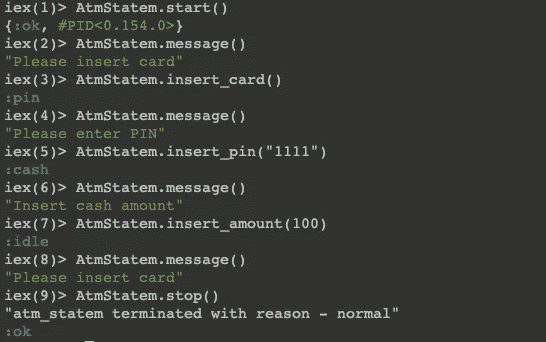 iex(1)> AtmStatem.start()
{:ok, #PID<0.154.0>}
iex(2)> AtmStatem.message()
"Please insert card"
iex(3)> AtmStatem.insert_card()
:pin
iex(4)> AtmStatem.message()
"Please enter PIN"
iex(5)> AtmStatem.insert_pin("1111")
:cash
iex(6)> AtmStatem.message()
"Insert cash amount"
iex(7)> AtmStatem.insert_amount(100)
:idle
iex(8)> AtmStatem.message()
"Please insert card"
iex(9)> AtmStatem.stop()
"atm_statem terminated with reason - normal"
:ok